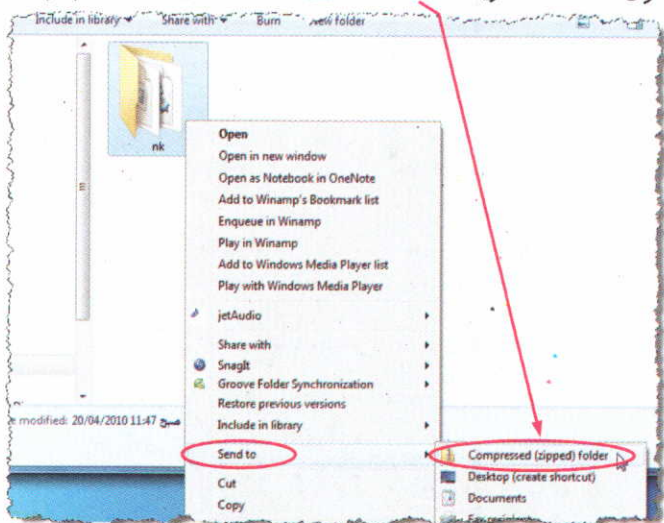 Include in library Share with Burn New folder
nk
Open
Open in new window
Open as Notebook in OneNote
Add to Winamp's Bookmark list
Enqueue in Winamp
Play in Winamp
Add to Windows Media Player list
Play with Windows Media Player
jetAudio
Share with
SnagIt
Groove Folder Synchronization
Restore previous versions
Include in library
e modified: 20/04/2010 11:47
Send to
Compressed (zipped) folder
Cut
Desktop (create shortcut)
Copy
Documents
Fax recipient